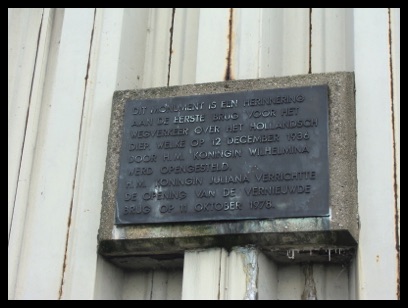 DIT MONUMENT IS EEN HERINNERING
AAN DE EERSTE BRUG VOOR HET
WEGVERKEER OVER HET HOLLANDSCH
DIEP, WELKE OP 12 DECEMBER 1936
DOOR H.M. KONINGIN WILHELMINA
WERD OPENGESTELD.
H.M. KONINGIN JULIANA VERRICHTTE
DE OPENING VAN DE VERNIEUWDE
BRUG OP 11 OKTOBER 1978.